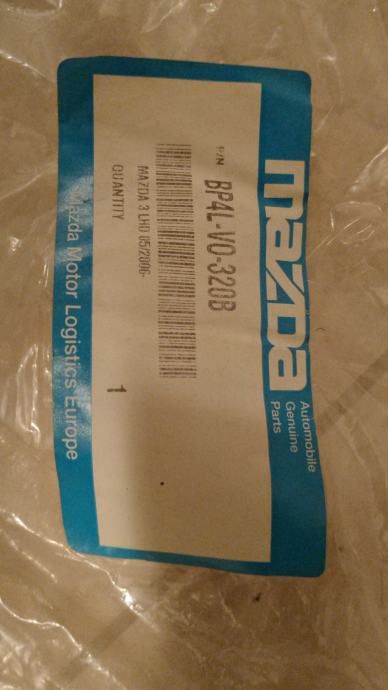 mazda
Automobile
Genuine
Parts
P/N BP4L-V0-320B
MAZDA 3 LHD 05/2006-
QUANTITY 1
Mazda Motor Logistics Europe